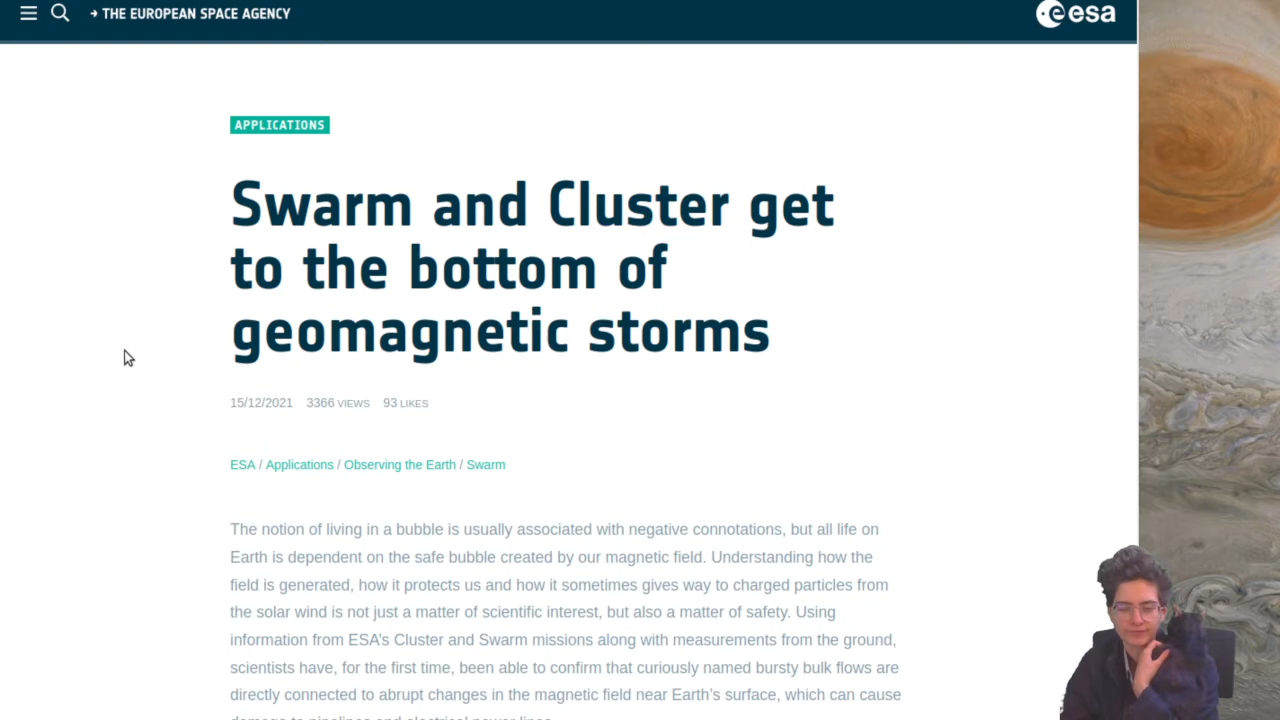 → THE EUROPEAN SPACE AGENCY
esa
APPLICATIONS
Swarm and Cluster get
to the bottom of
geomagnetic storms
15/12/2021 3366 VIEWS 93 LIKES
ESA / Applications / Observing the Earth / Swarm
The notion of living in a bubble is usually associated with negative connotations, but all life on
Earth is dependent on the safe bubble created by our magnetic field. Understanding how the
field is generated, how it protects us and how it sometimes gives way to charged particles from
the solar wind is not just a matter of scientific interest, but also a matter of safety. Using
information from ESA’s Cluster and Swarm missions along with measurements from the ground,
scientists have, for the first time, been able to confirm that curiously named bursty bulk flows are
directly connected to abrupt changes in the magnetic field near Earth’s surface, which can cause
damage to pipelines and electrical power lines.